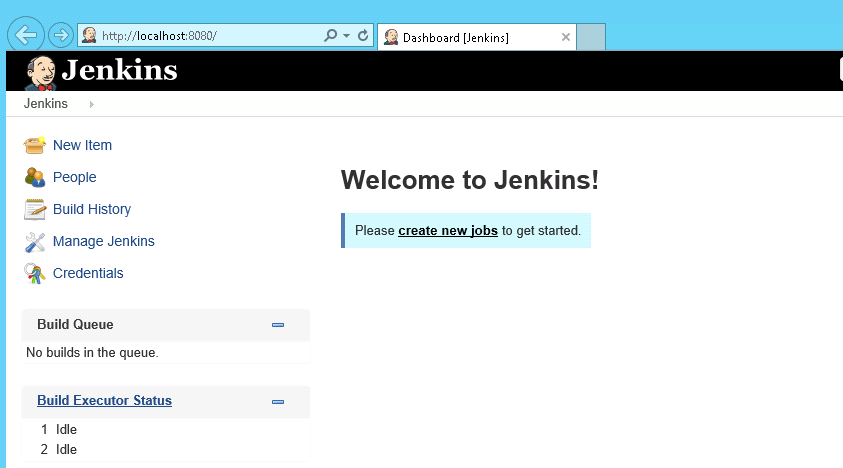 http://localhost:8080/
Dashboard [Jenkins]
Jenkins
Jenkins
New Item
People
Build History
Manage Jenkins
Credentials
Welcome to Jenkins!
Please create new jobs to get started.
Build Queue
No builds in the queue.
Build Executor Status
1 Idle
2 Idle